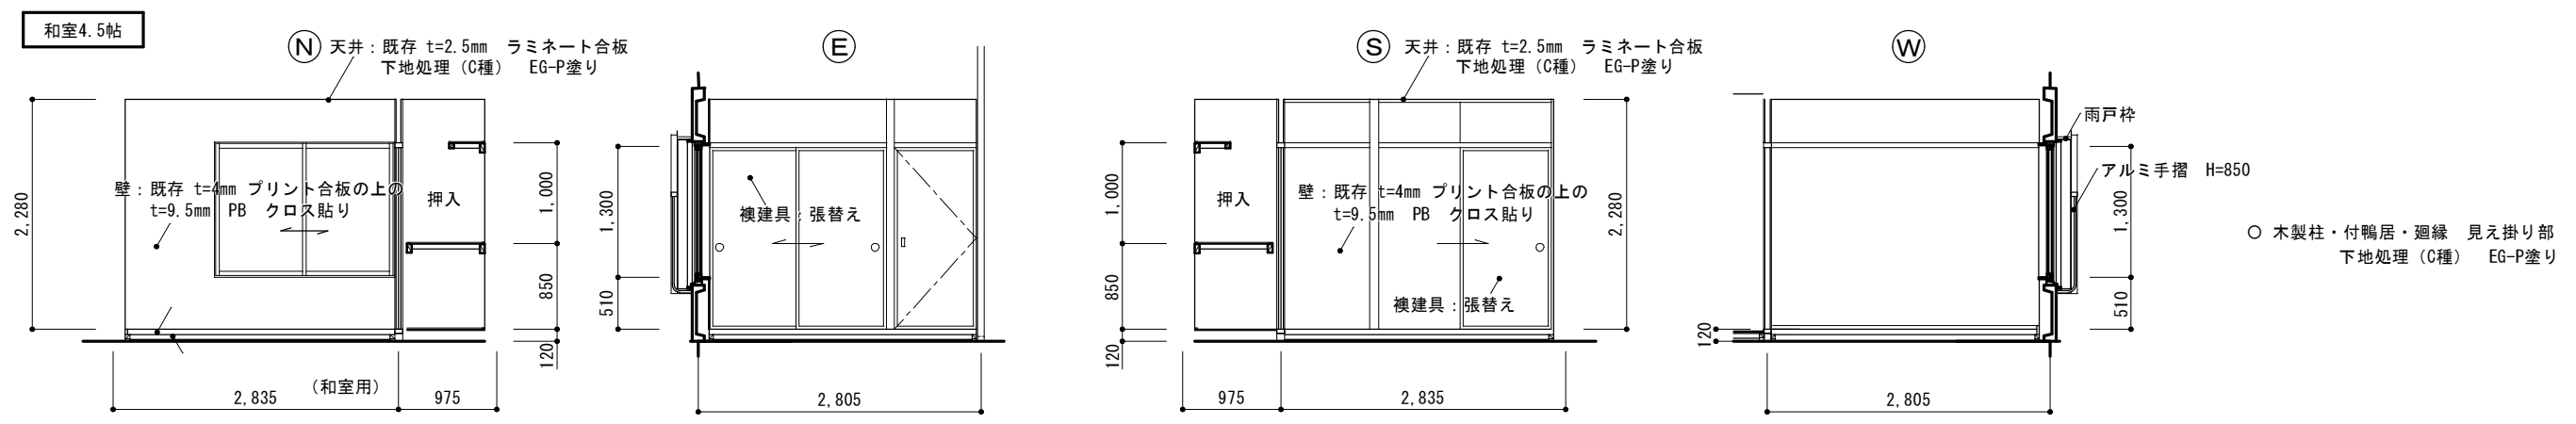 和室4.5帖
N 天井：既存 t=2.5mm ラミネート合板
下地処理（C種） EG-P塗り
2,280
壁：既存 t=4mm プリント合板の上の
t=9.5mm PB クロス貼り
押入
1,000
850
120
（和室用）
2,835
975
E
1,300
510
襖建具：張替え
2,805
S 天井：既存 t=2.5mm ラミネート合板
下地処理（C種） EG-P塗り
1,000
850
120
押入
壁：既存 t=4mm プリント合板の上の
t=9.5mm PB クロス貼り
襖建具：張替え
2,280
975
2,835
W
雨戸枠
アルミ手摺 H=850
1,300
510
120
2,805
○ 木製柱・付鴨居・廻縁 見え掛り部
下地処理（C種） EG-P塗り